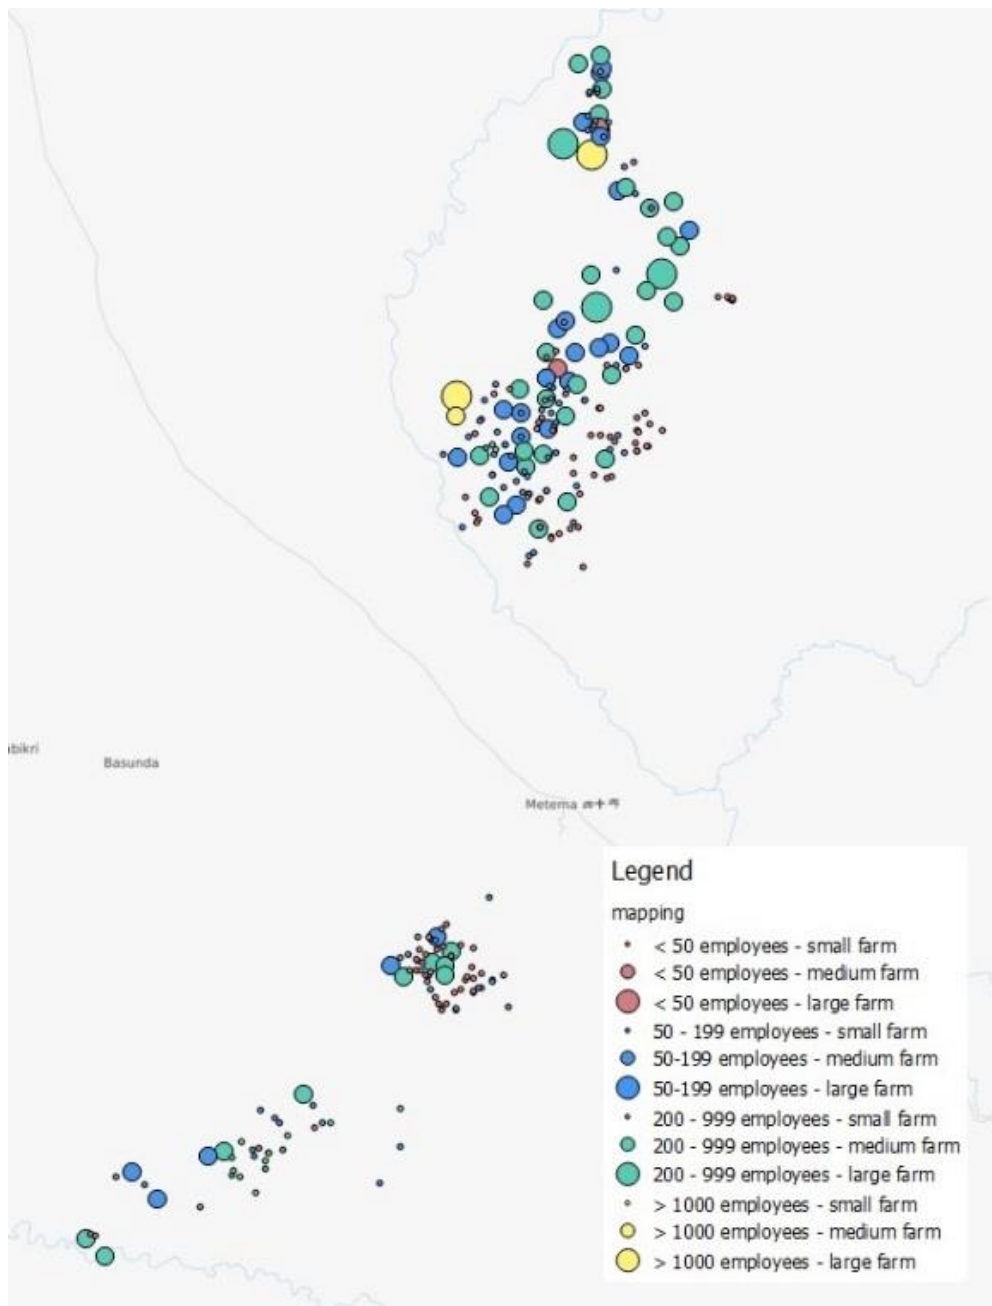 ibikri
Basunda
Metema መተማ
Legend
mapping
< 50 employees - small farm
< 50 employees - medium farm
< 50 employees - large farm
50 - 199 employees - small farm
50-199 employees - medium farm
50-199 employees - large farm
200 - 999 employees - small farm
200 - 999 employees - medium farm
200 - 999 employees - large farm
> 1000 employees - small farm
> 1000 employees - medium farm
> 1000 employees - large farm